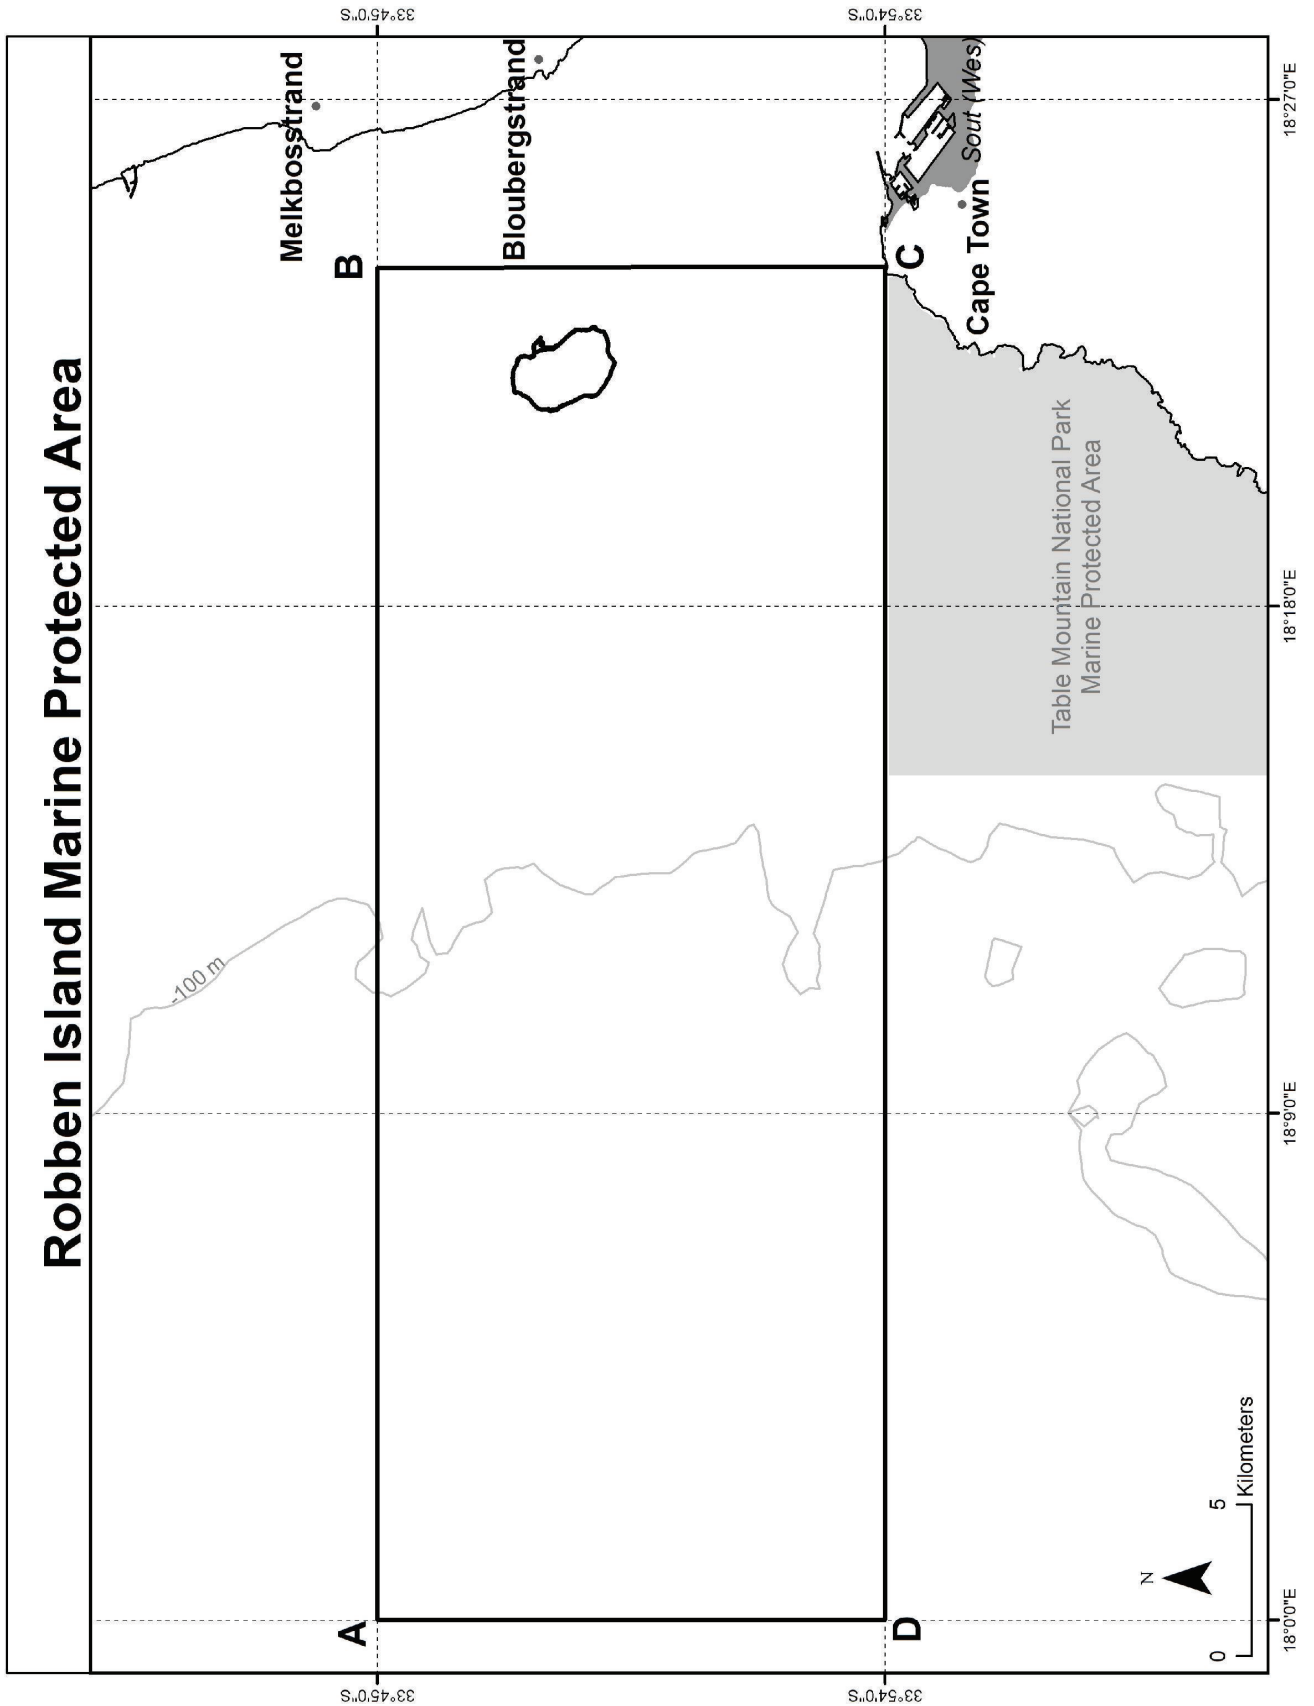 Robben Island Marine Protected Area
33°45'0"S
33°54'0"S
Melkbosstrand
Bloubergstrand
Sout (Wes)
Cape Town
A
B
C
D
-100 m
Table Mountain National Park
Marine Protected Area
N
0
5
Kilometers
18°0'0"E
18°9'0"E
18°18'0"E
18°27'0"E
33°45'0"S
33°54'0"S